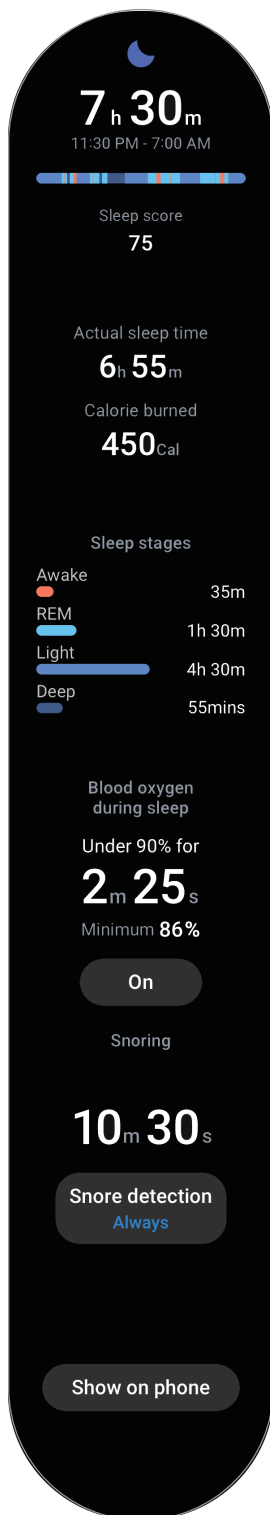 7 h 30 m
11:30 PM - 7:00 AM
Sleep score
75
Actual sleep time
6h 55m
Calorie burned
450Cal
Sleep stages
Awake
35m
REM
1h 30m
Light
4h 30m
Deep
55mins
Blood oxygen
during sleep
Under 90% for
2m 25s
Minimum 86%
On
Snoring
10m 30s
Snore detection
Always
Show on phone